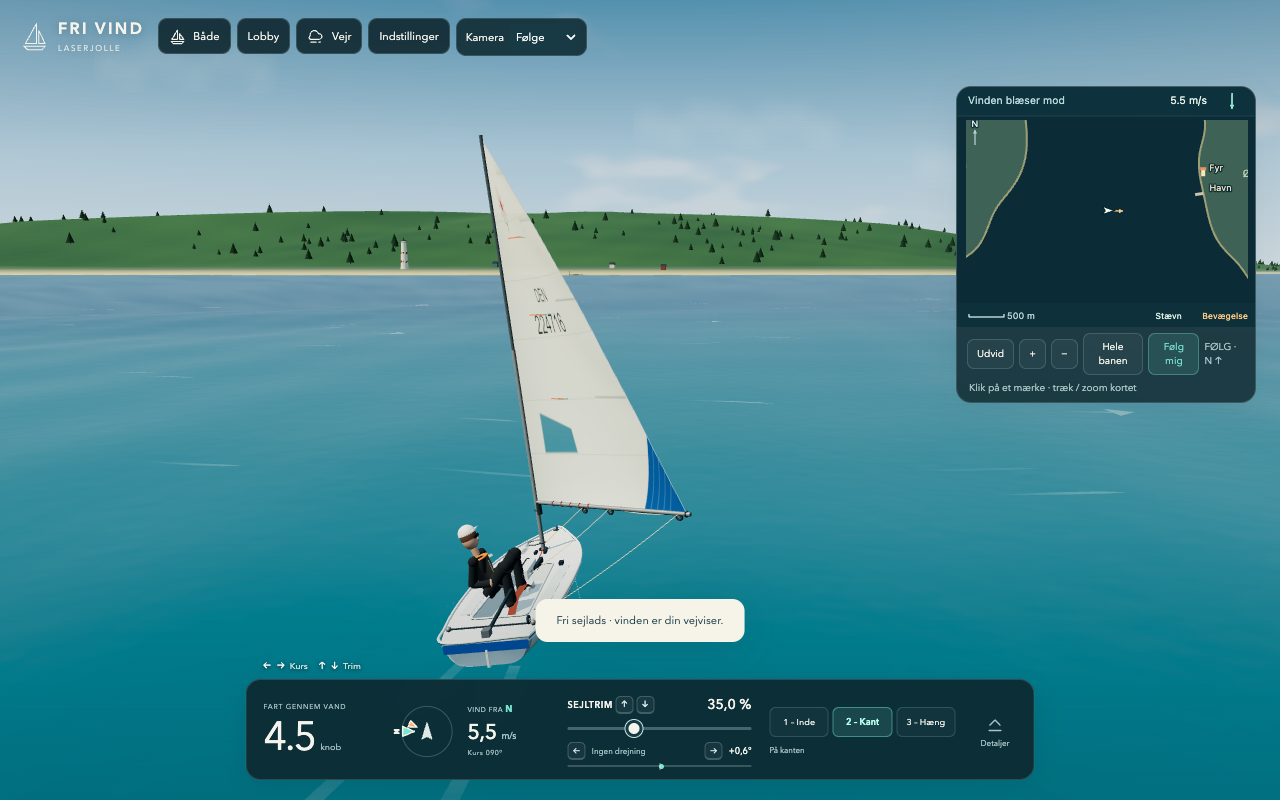 FRI VIND
LASERJOLLE
Både
Lobby
Vejr
Indstillinger
Kamera Følge
Vinden blæser mod 5.5 m/s
N
Fyr
Havn
500 m Stævn Bevægelse
Udvid + − Hele banen Følg mig FØLG · N ↑
Klik på et mærke · træk / zoom kortet
DEN
224716
Fri sejlads · vinden er din vejviser.
← → Kurs ↑ ↓ Trim
FART GENNEM VAND
4.5 knob
N
VIND FRA N
5,5 m/s
Kurs 090°
SEJLTRIM ↑ ↓ 35,0 %
← Ingen drejning → +0,6°
1 – Inde 2 – Kant 3 – Hæng
På kanten
Detaljer